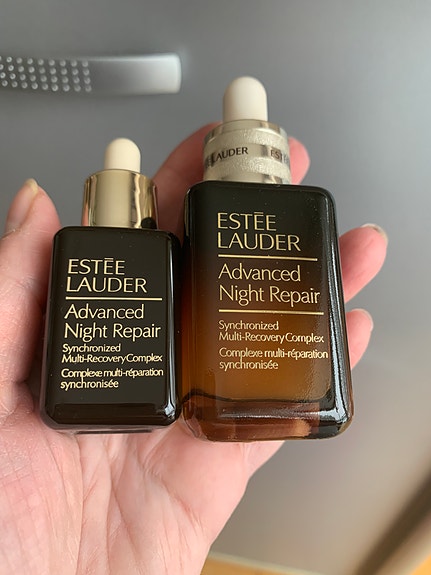 ESTĒE
LAUDER
Advanced
Night Repair
Synchronized
Multi-Recovery Complex
Complexe multi-réparation
synchronisée
ESTEE LAUDER
ESTĒE
LAUDER
Advanced
Night Repair
Synchronized
Multi-Recovery Complex
Complexe multi-réparation
synchronisée